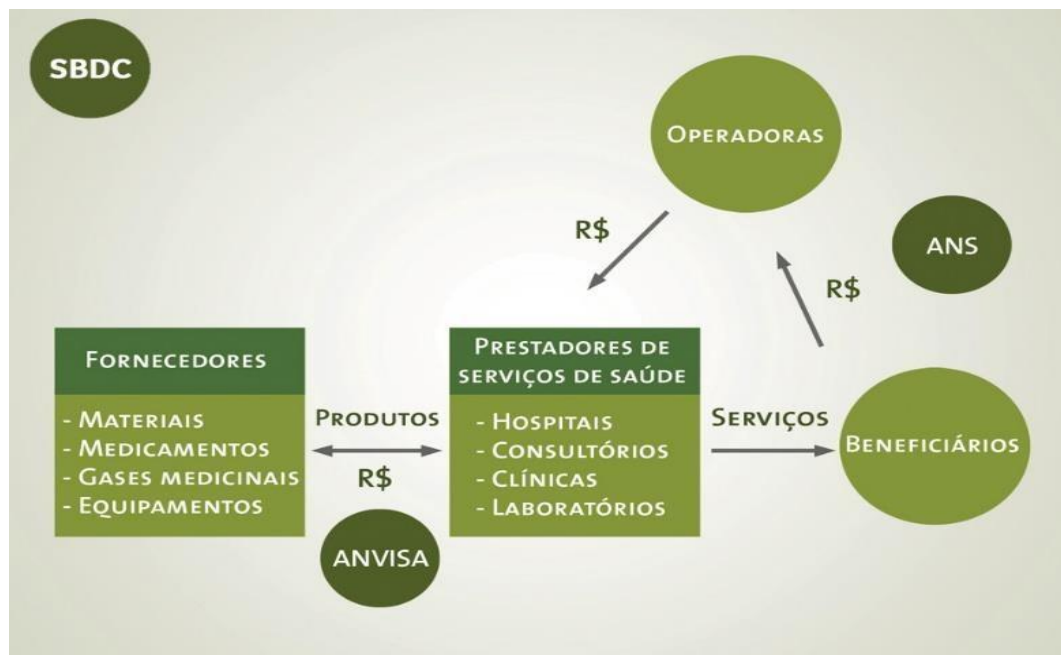 SBDC
OPERADORAS
R$
ANS
R$
FORNECEDORES
- MATERIAIS
- MEDICAMENTOS
- GASES MEDICINAIS
- EQUIPAMENTOS
PRODUTOS
R$
ANVISA
PRESTADORES DE
SERVIÇOS DE SAÚDE
- HOSPITAIS
- CONSULTÓRIOS
- CLÍNICAS
- LABORATÓRIOS
SERVIÇOS
BENEFICIÁRIOS